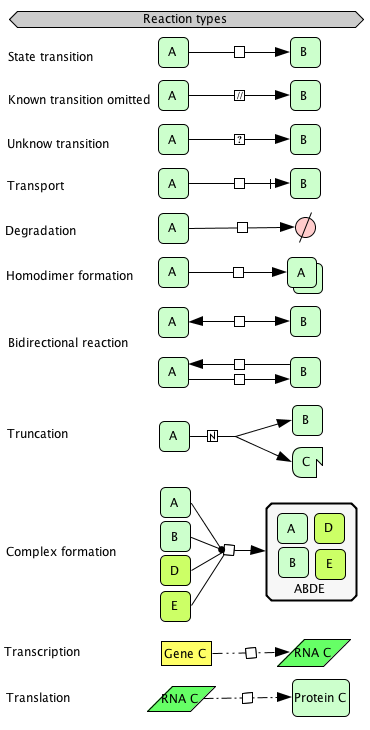 Reaction types
State transition A B
Known transition omitted A // B
Unknow transition A ? B
Transport A B
Degradation A
Homodimer formation A A
A B
Bidirectional reaction
A B
B
Truncation A N
C
A
B
D
E
Complex formation
A D
B E
ABDE
Transcription Gene C RNA C
Translation RNA C Protein C